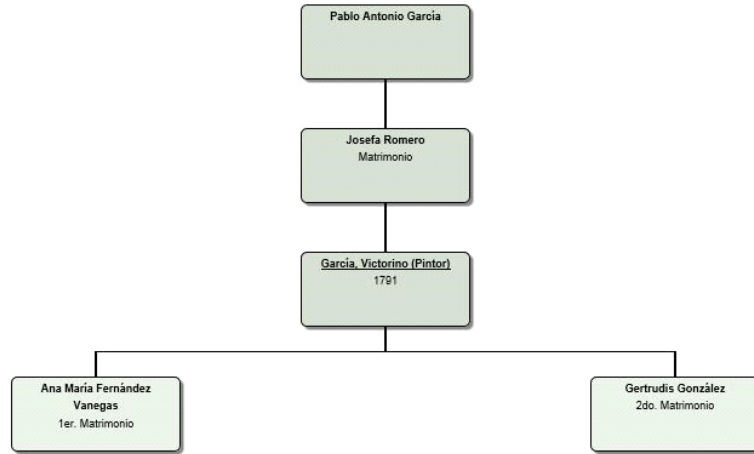 Pablo Antonio García
Josefa Romero
Matrimonio
García, Victorino (Pintor)
1791
Ana María Fernández
Vanegas
1er. Matrimonio
Gertrudis González
2do. Matrimonio